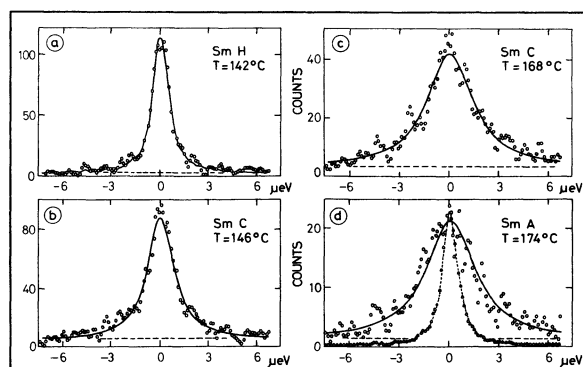 a
Sm H
T=142°C
100
50
0
-6 -3 0 3 6 μeV
b
Sm C
T=146°C
80
40
0
-6 -3 0 3 6 μeV
c
Sm C
T=168°C
COUNTS
40
20
0
-6 -3 0 3 6 μeV
d
Sm A
T=174°C
COUNTS
20
10
0
-6 -3 0 3 6 μeV